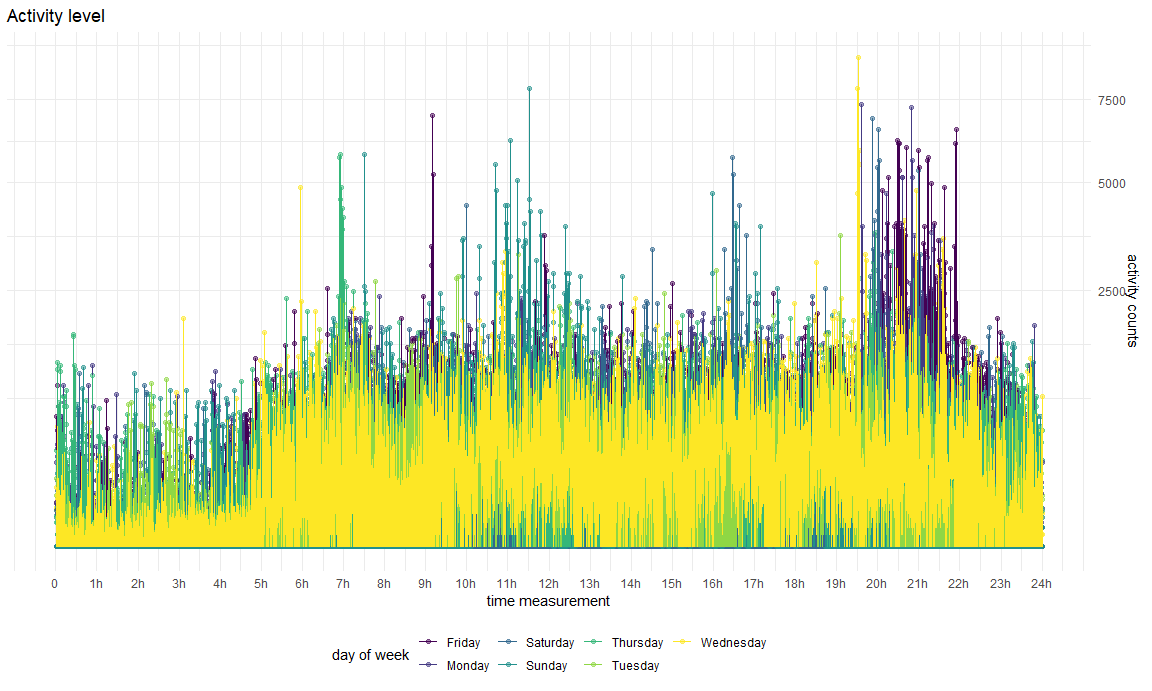 Activity level
7500
5000
2500
activity counts
0 1h 2h 3h 4h 5h 6h 7h 8h 9h 10h 11h 12h 13h 14h 15h 16h 17h 18h 19h 20h 21h 22h 23h 24h
time measurement
day of week
Friday Saturday Thursday Wednesday
Monday Sunday Tuesday